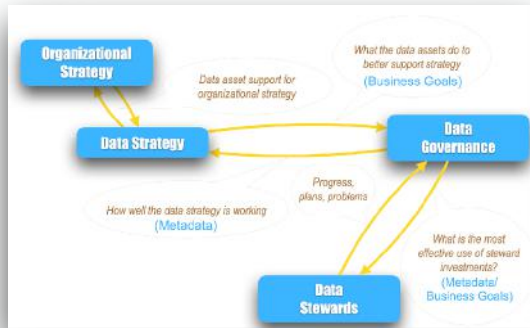 Organizational
Strategy
What the data assets do to
better support strategy
(Business Goals)
Data asset support for
organizational strategy
Data Strategy
Data
Governance
Progress,
plans, problems
How well the data strategy is working
(Metadata)
What is the most
effective use of steward
investments?
(Metadata/
Business Goals)
Data
Stewards